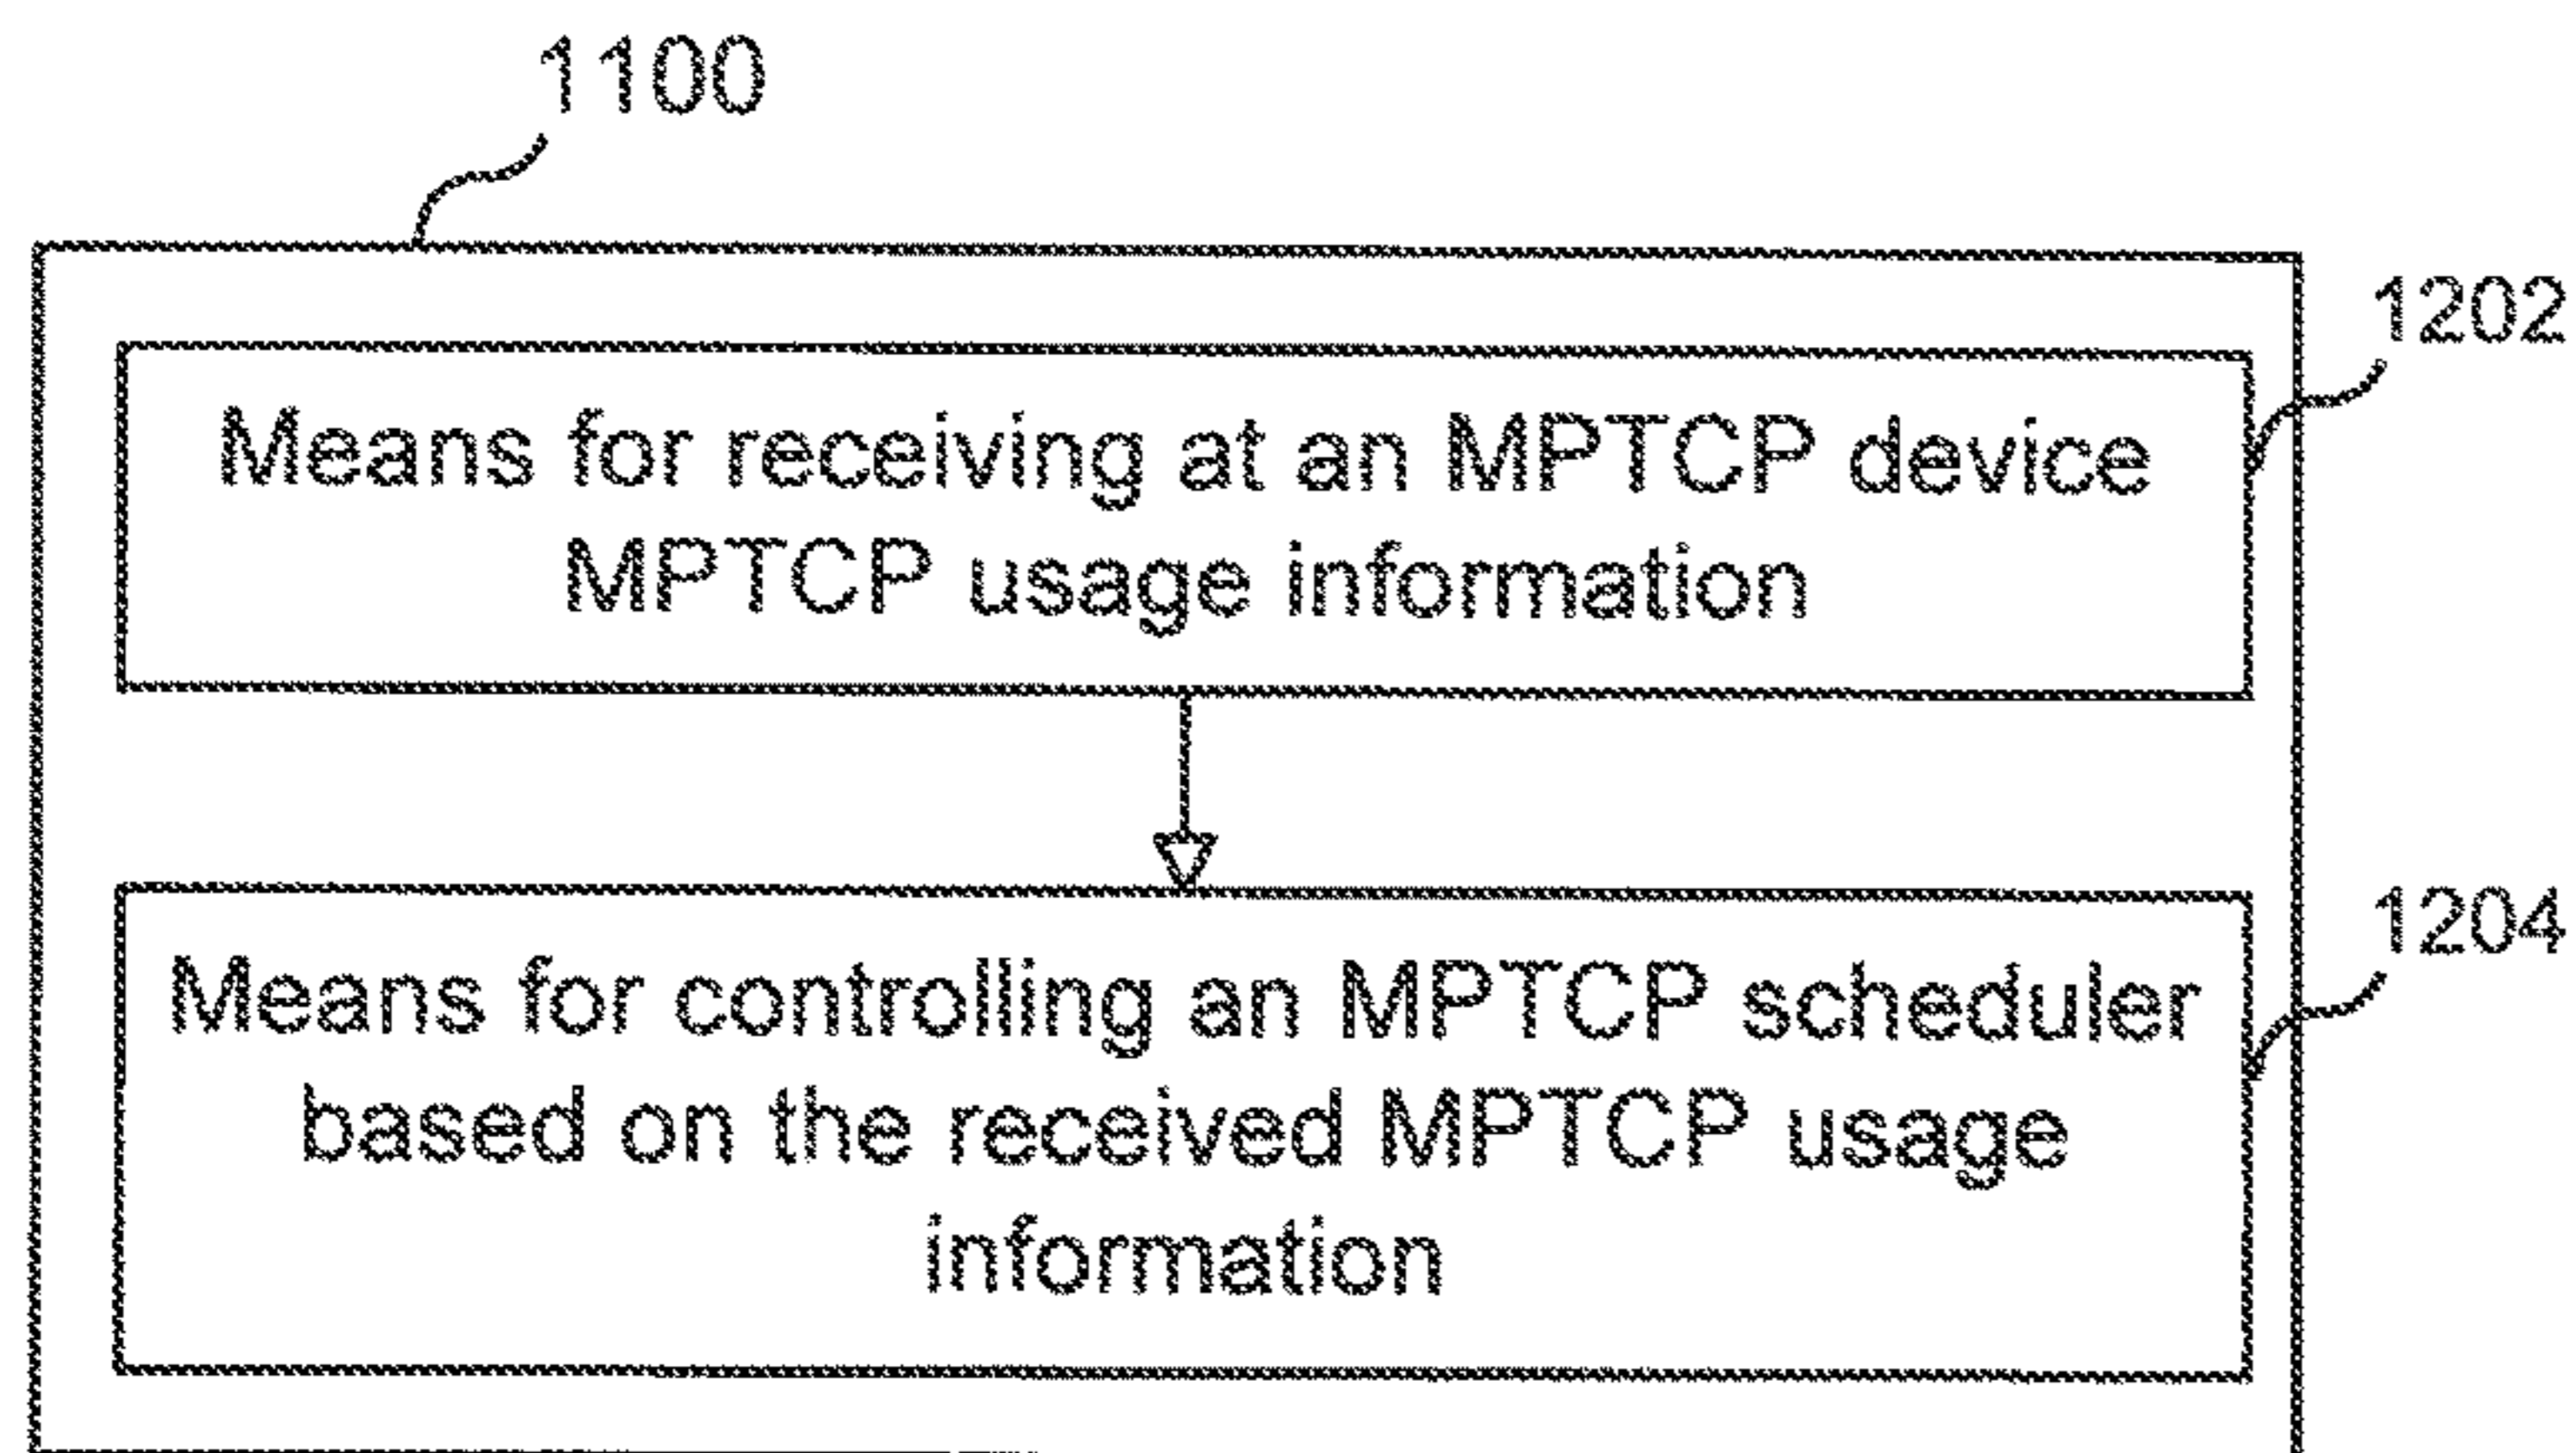 1100
1202
Means for receiving at an MPTCP device
MPTCP usage information
1204
Means for controlling an MPTCP scheduler
based on the received MPTCP usage
information